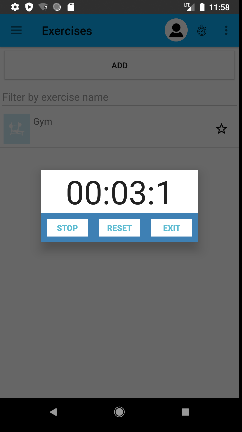 11:58
Exercises
ADD
Filter by exercise name
Gym
00:03:1
STOP RESET EXIT